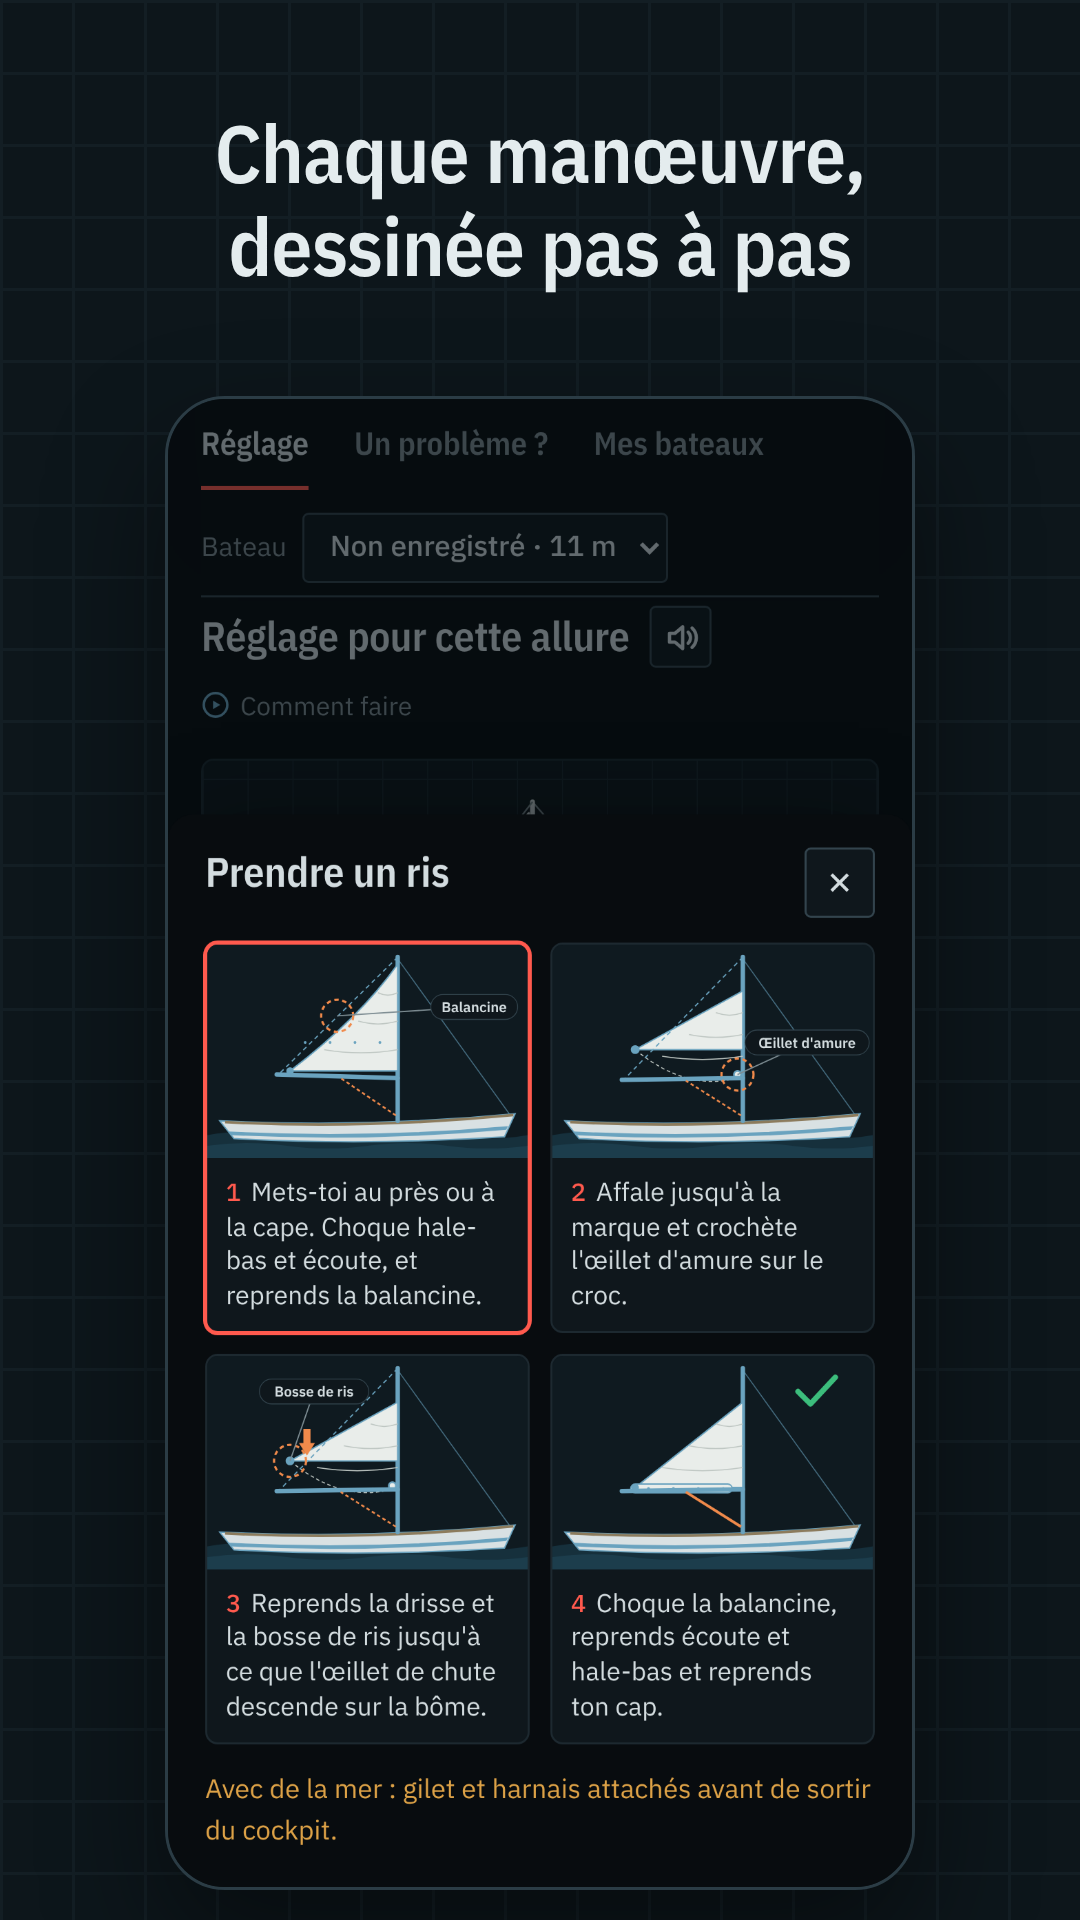 Chaque manœuvre,
dessinée pas à pas
Réglage Un problème ? Mes bateaux
Bateau Non enregistré · 11 m
Réglage pour cette allure
Comment faire
Prendre un ris
Balancine
1 Mets-toi au près ou à
la cape. Choque hale-
bas et écoute, et
reprends la balancine.
Œillet d'amure
2 Affale jusqu'à la
marque et crochète
l'œillet d'amure sur le
croc.
Bosse de ris
3 Reprends la drisse et
la bosse de ris jusqu'à
ce que l'œillet de chute
descende sur la bôme.
4 Choque la balancine,
reprends écoute et
hale-bas et reprends
ton cap.
Avec de la mer : gilet et harnais attachés avant de sortir
du cockpit.